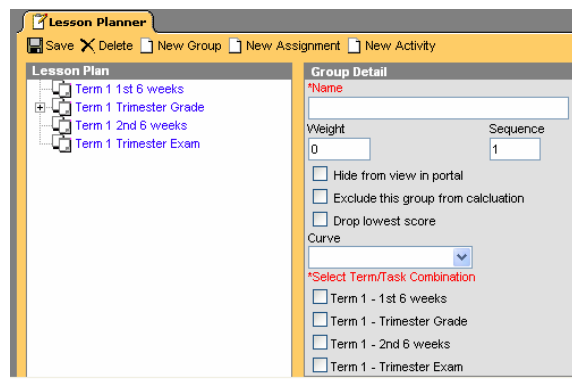 Lesson Planner
Save Delete New Group New Assignment New Activity
Lesson Plan
Term 1 1st 6 weeks
Term 1 Trimester Grade
Term 1 2nd 6 weeks
Term 1 Trimester Exam
Group Detail
*Name
Weight Sequence
0 1
Hide from view in portal
Exclude this group from calcluation
Drop lowest score
Curve
*Select Term/Task Combination
Term 1 - 1st 6 weeks
Term 1 - Trimester Grade
Term 1 - 2nd 6 weeks
Term 1 - Trimester Exam